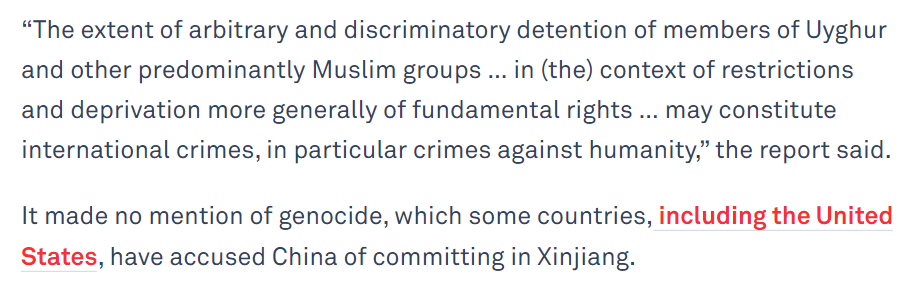 “The extent of arbitrary and discriminatory detention of members of Uyghur
and other predominantly Muslim groups ... in (the) context of restrictions
and deprivation more generally of fundamental rights ... may constitute
international crimes, in particular crimes against humanity,” the report said.
It made no mention of genocide, which some countries, including the United
States, have accused China of committing in Xinjiang.